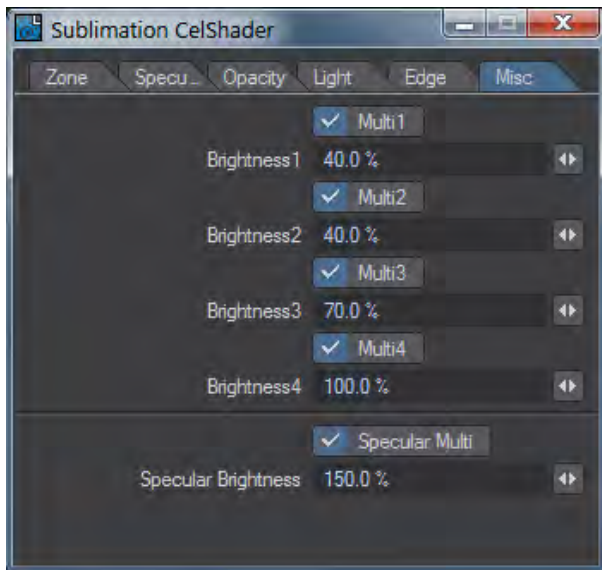 Sublimation CelShader
Zone Specu... Opacity Light Edge Misc
Multi1
Brightness1 40.0 %
Multi2
Brightness2 40.0 %
Multi3
Brightness3 70.0 %
Multi4
Brightness4 100.0 %
Specular Multi
Specular Brightness 150.0 %